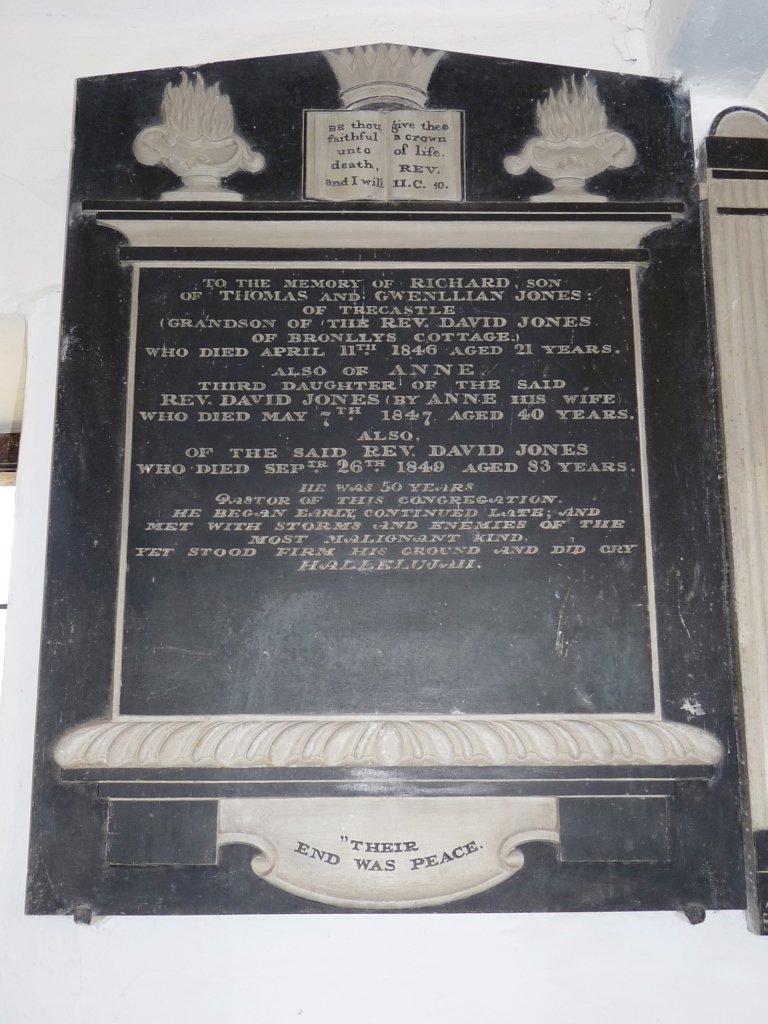 BE thou
faithful
unto
death,
and I will
give thee
a crown
of life.
REV.
II.C. 10.
TO THE MEMORY OF RICHARD, SON
OF THOMAS AND GWENLLIAN JONES:
OF TRECASTLE
(GRANDSON OF THE REV. DAVID JONES
OF BRONLLYS COTTAGE,)
WHO DIED APRIL 11TH 1846 AGED 21 YEARS.
ALSO OF ANNE
THIRD DAUGHTER OF THE SAID
REV. DAVID JONES (BY ANNE HIS WIFE)
WHO DIED MAY 7TH 1847. AGED 40 YEARS.
ALSO,
OF THE SAID REV. DAVID JONES
WHO DIED SEPTR 26TH 1849 AGED 83 YEARS.
HE WAS 50 YEARS
PASTOR OF THIS CONGREGATION.
HE BEGAN EARLY, CONTINUED LATE; AND
MET WITH STORMS AND ENEMIES OF THE
MOST MALIGNANT KIND.
YET STOOD FIRM HIS GROUND AND DID CRY
HALLELUJAH.
"THEIR
END WAS PEACE.